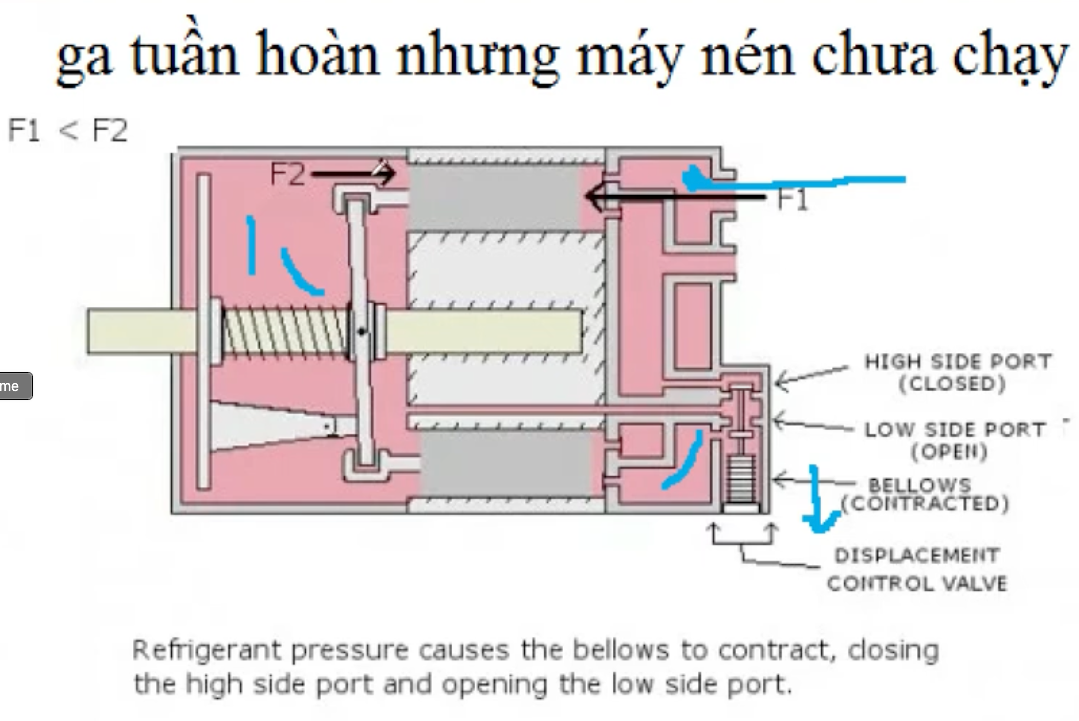 ga tuần hoàn nhưng máy nén chưa chạy
F1 < F2
F2
F1
me
HIGH SIDE PORT
(CLOSED)
LOW SIDE PORT
(OPEN)
BELLOWS
(CONTRACTED)
DISPLACEMENT
CONTROL VALVE
Refrigerant pressure causes the bellows to contract, closing
the high side port and opening the low side port.